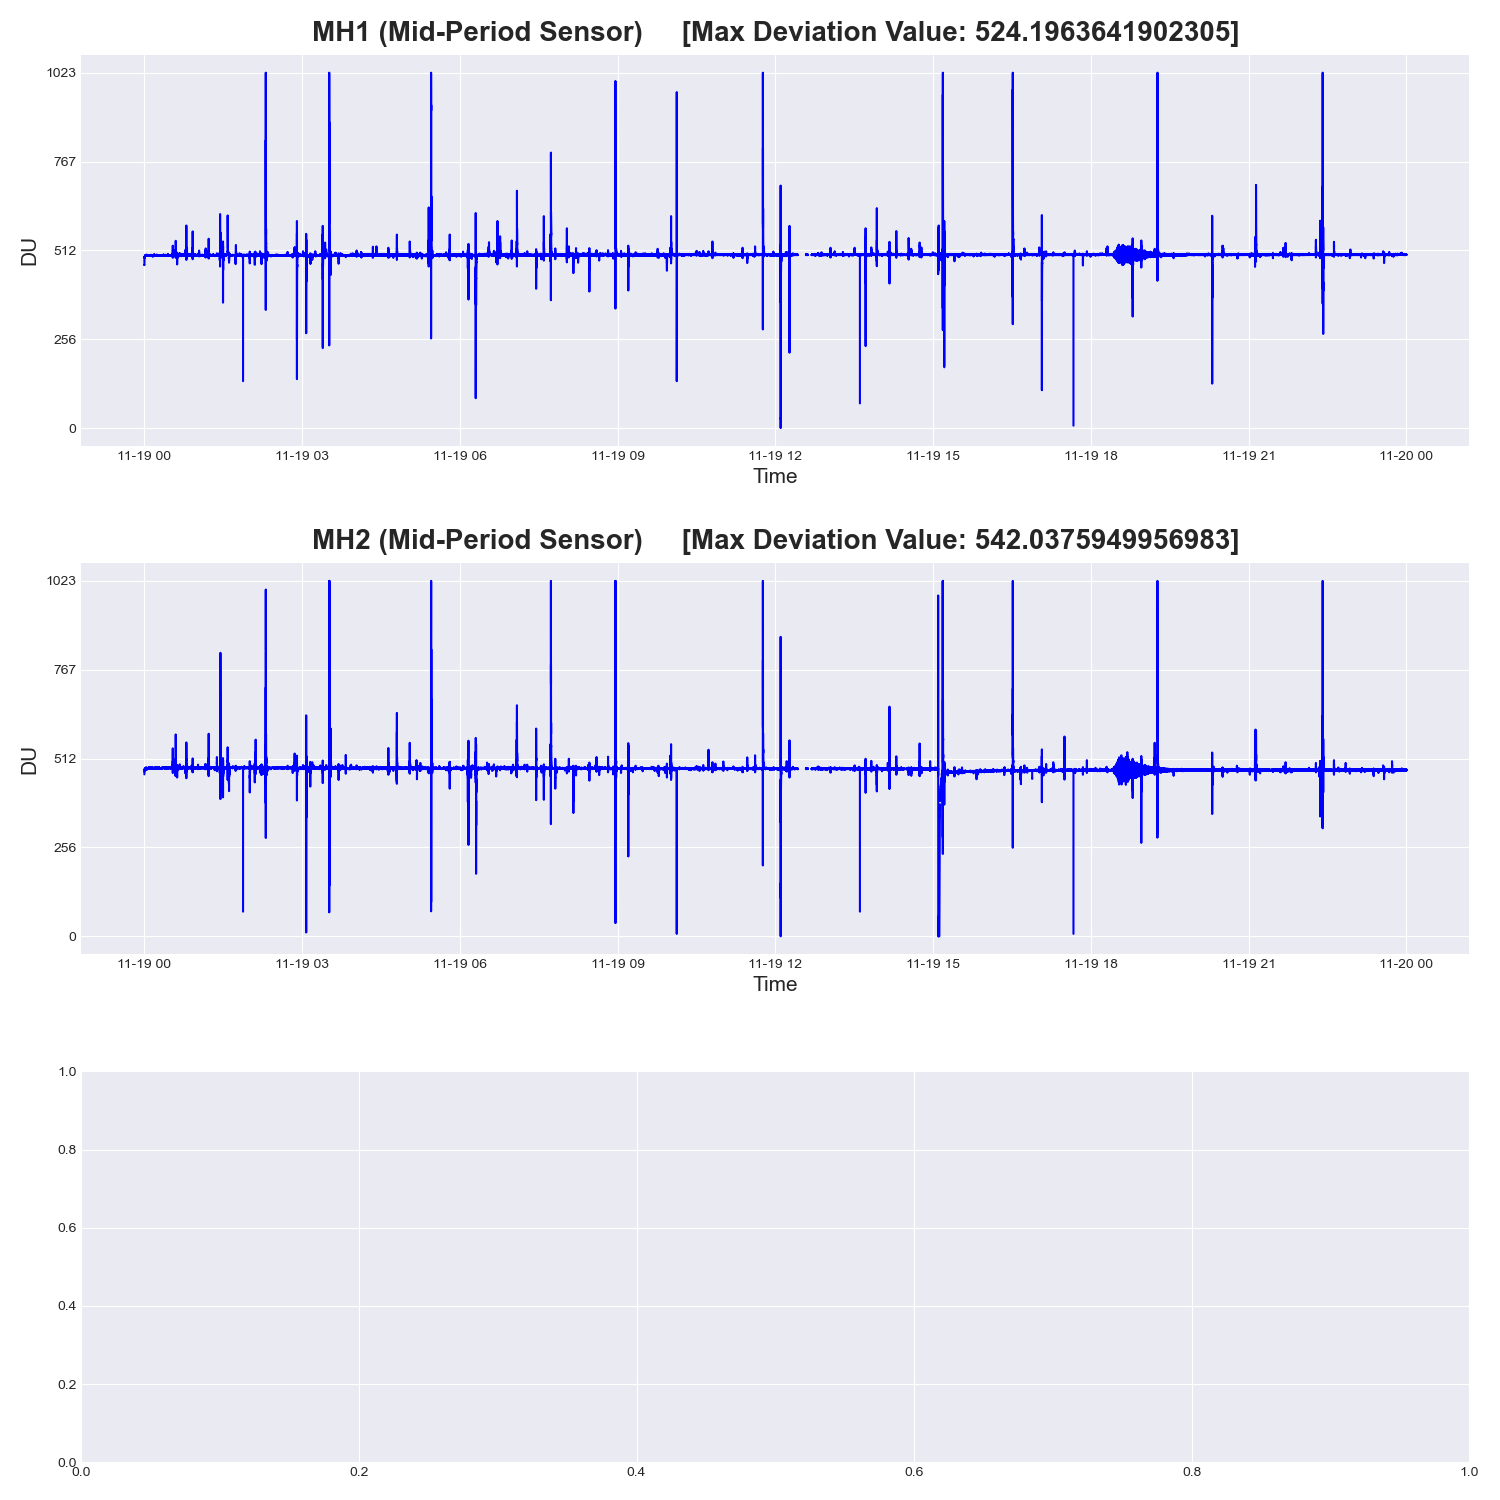 MH1 (Mid-Period Sensor) [Max Deviation Value: 524.1963641902305]
1023
767
512
256
0
DU
11-19 00 11-19 03 11-19 06 11-19 09 11-19 12 11-19 15 11-19 18 11-19 21 11-20 00
Time
MH2 (Mid-Period Sensor) [Max Deviation Value: 542.0375949956983]
1023
767
512
256
0
DU
11-19 00 11-19 03 11-19 06 11-19 09 11-19 12 11-19 15 11-19 18 11-19 21 11-20 00
Time
1.0
0.8
0.6
0.4
0.2
0.0
0.0 0.2 0.4 0.6 0.8 1.0